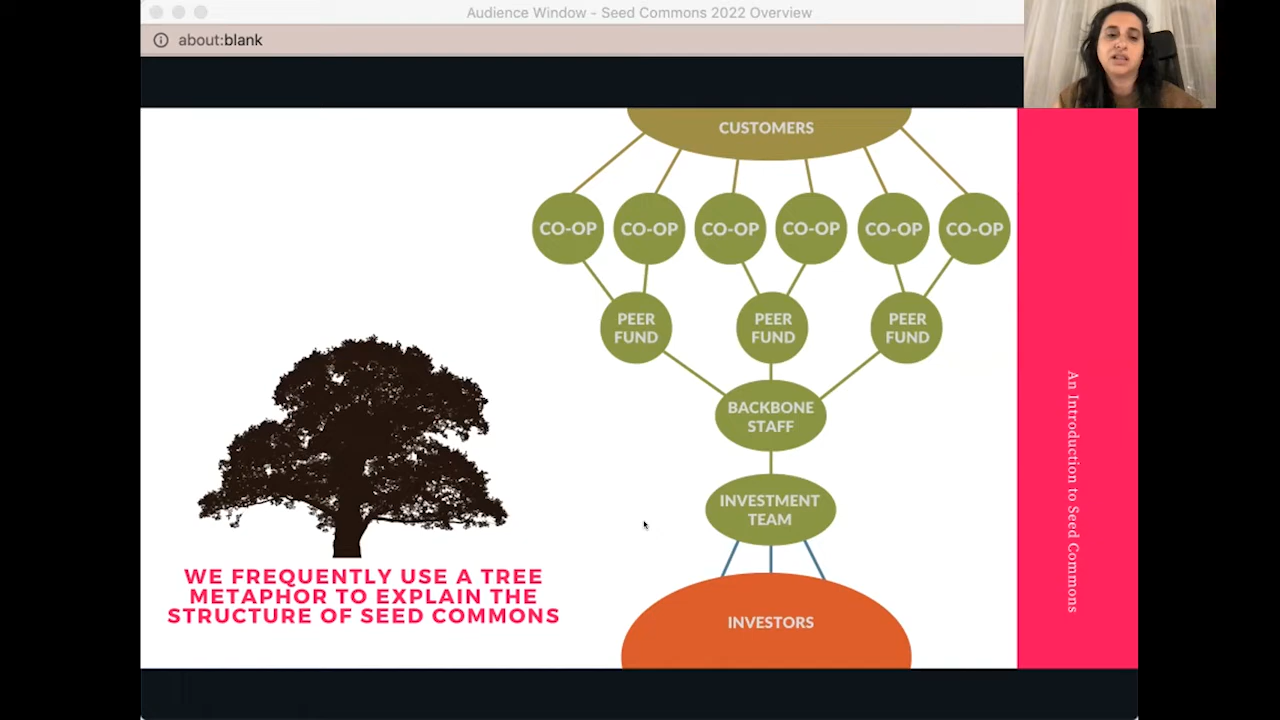 Audience Window - Seed Commons 2022 Overview
about:blank
CUSTOMERS
CO-OP
CO-OP
CO-OP
CO-OP
CO-OP
CO-OP
PEER
FUND
PEER
FUND
PEER
FUND
BACKBONE
STAFF
INVESTMENT
TEAM
INVESTORS
WE FREQUENTLY USE A TREE
METAPHOR TO EXPLAIN THE
STRUCTURE OF SEED COMMONS
An Introduction to Seed Commons